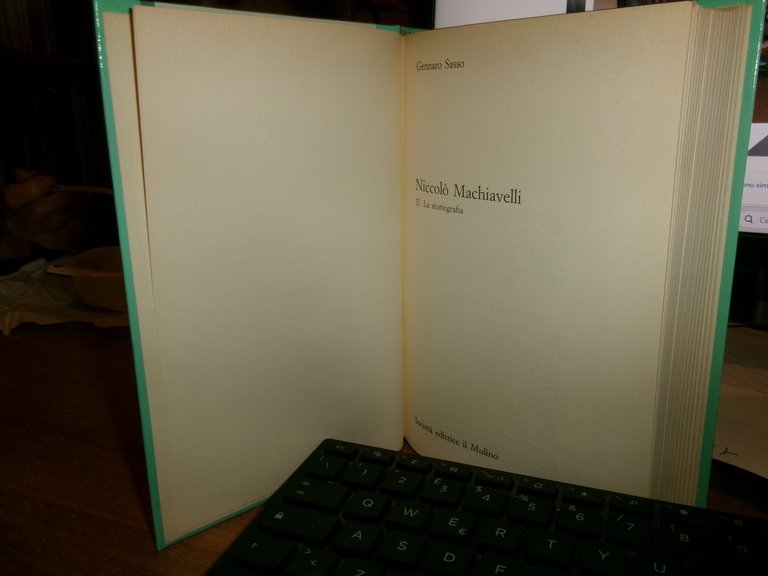 Gennaro Sasso
Niccolò Machiavelli
II. La storiografia
Società editrice il Mulino
Q W E R T Y U
A S D F